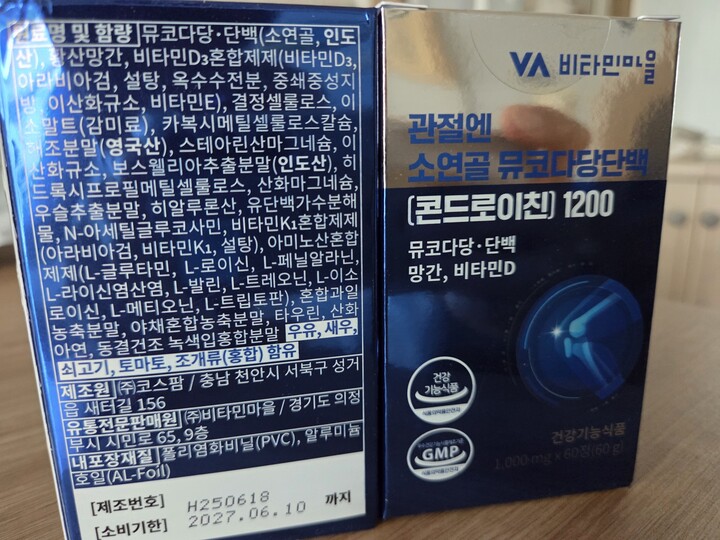 원료명 및 함량 뮤코다당·단백(소연골, 인도
산), 황산망간, 비타민D₃혼합제제(비타민D₃,
아라비아검, 설탕, 옥수수전분, 중쇄중성지
방, 이산화규소, 비타민E), 결정셀룰로스, 이
소말트(감미료), 카복시메틸셀룰로스칼슘,
해조분말(영국산), 스테아린산마그네슘, 이
산화규소, 보스웰리아추출분말(인도산), 히
드록시프로필메틸셀룰로스, 산화마그네슘,
우슬추출분말, 히알루론산, 유단백가수분해
물, N-아세틸글루코사민, 비타민K₁혼합제제
(아라비아검, 비타민K₁, 설탕), 아미노산혼합
제제(L-글루타민, L-로이신, L-페닐알라닌,
L-라이신염산염, L-발린, L-트레오닌, L-이소
로이신, L-메티오닌, L-트립토판), 혼합과일
농축분말, 야채혼합농축분말, 타우린, 산화
아연, 동결건조 녹색입홍합분말 우유, 새우,
쇠고기, 토마토, 조개류(홍합) 함유
제조원 ㈜코스팜 / 충남 천안시 서북구 성거
읍 새터길 156
유통전문판매원 ㈜비타민마을 / 경기도 의정
부시 시민로 65, 9층
내포장재질 폴리염화비닐(PVC), 알루미늄
호일(AL-Foil)
[제조번호] H250618 까지
[소비기한] 2027.06.10
VA 비타민마을
관절엔
소연골 뮤코다당단백
[콘드로이친] 1200
뮤코다당·단백
망간, 비타민D
건강
기능식품
식품의약품안전처
GMP
식품의약품안전처
건강기능식품
1,000 mg x 60정(60 g)